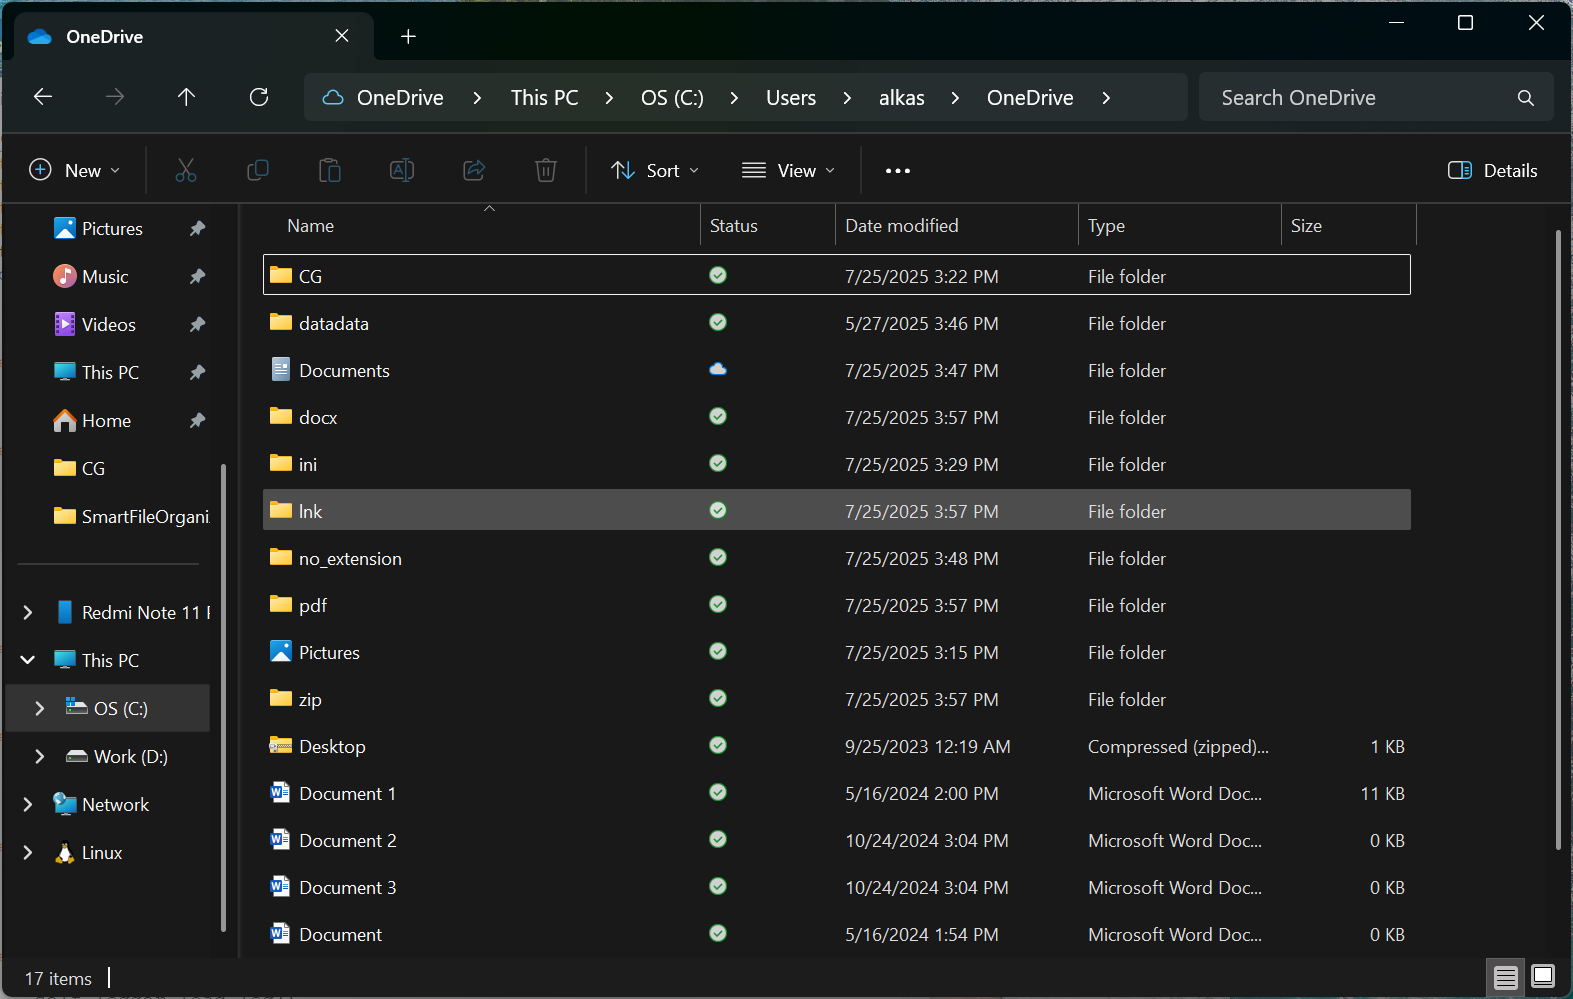 OneDrive
OneDrive > This PC > OS (C:) > Users > alkas > OneDrive >
Search OneDrive
New
Sort
View
Details
Pictures
Music
Videos
This PC
Home
CG
SmartFileOrgani
Redmi Note 11
This PC
OS (C:)
Work (D:)
Network
Linux
Name Status Date modified Type Size
CG 7/25/2025 3:22 PM File folder
datadata 5/27/2025 3:46 PM File folder
Documents 7/25/2025 3:47 PM File folder
docx 7/25/2025 3:57 PM File folder
ini 7/25/2025 3:29 PM File folder
lnk 7/25/2025 3:57 PM File folder
no_extension 7/25/2025 3:48 PM File folder
pdf 7/25/2025 3:57 PM File folder
Pictures 7/25/2025 3:15 PM File folder
zip 7/25/2025 3:57 PM File folder
Desktop 9/25/2023 12:19 AM Compressed (zipped)... 1 KB
Document 1 5/16/2024 2:00 PM Microsoft Word Doc... 11 KB
Document 2 10/24/2024 3:04 PM Microsoft Word Doc... 0 KB
Document 3 10/24/2024 3:04 PM Microsoft Word Doc... 0 KB
Document 5/16/2024 1:54 PM Microsoft Word Doc... 0 KB
17 items